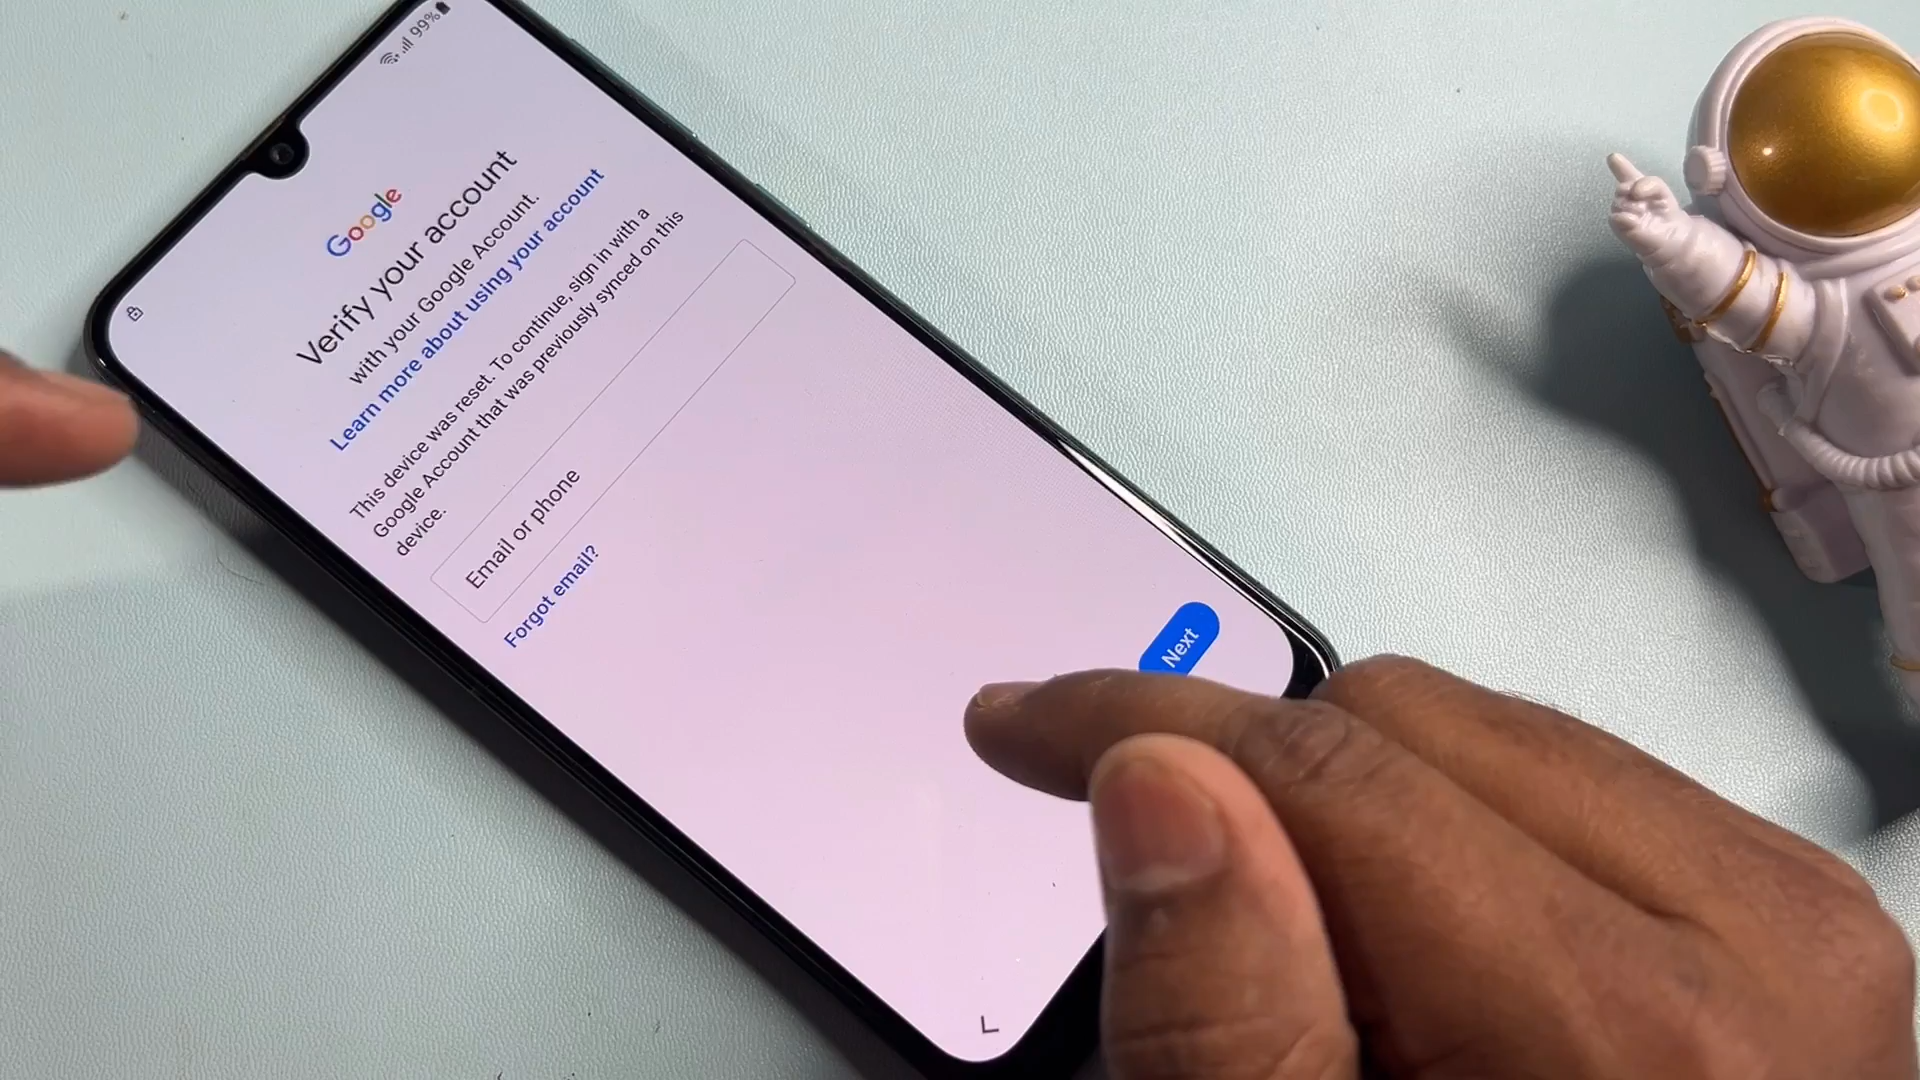 99%
Google
Verify your account
with your Google Account.
Learn more about using your account
This device was reset. To continue, sign in with a
Google Account that was previously synced on this
device.
Email or phone
Forgot email?
Next